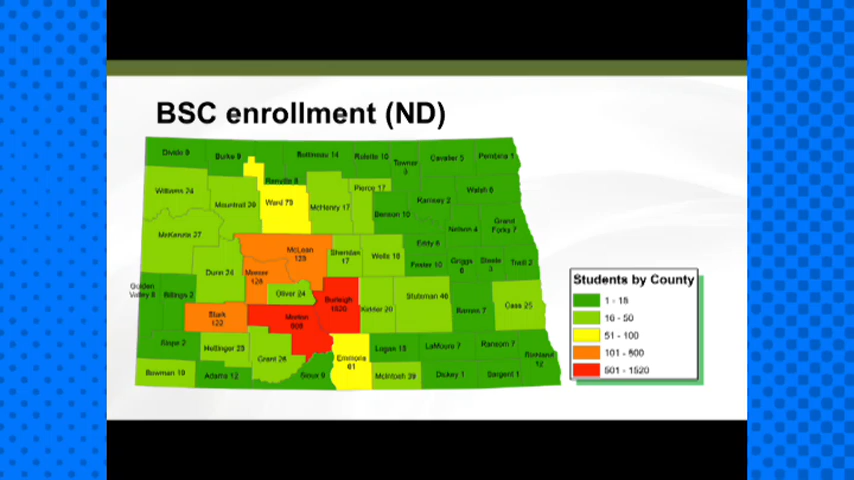 BSC enrollment (ND)
Divide 9
Burke 9
Renville 8
Bottineau 14
Rolette 10
Towner
3
Cavalier 5
Pembina 1
Williams 24
Mountrail 20
Ward 79
McHenry 17
Pierce 17
Benson 10
Ramsey 2
Walsh 6
McKenzie 27
McLean
Sheridan
17
Wells 18
Eddy 6
Nelson 4
Grand
Forks 7
Dunn 24
Mercer
128
Foster 10
Griggs
6
Steele
3
Traill 2
Golden
Valley 8
Billings 2
Oliver 24
Burleigh
1520
Kidder 20
Stutsman 46
Barnes 7
Cass 25
Stark
122
Morton
Slope 2
Hettinger 23
Grant 26
Emmons
61
Logan 13
LaMoure 7
Ransom 7
Richland
12
Bowman 19
Adams 12
Sioux 9
McIntosh 39
Dickey 1
Sargent 1
Students by County
1 - 15
16 - 50
51 - 100
101 - 500
501 - 1520